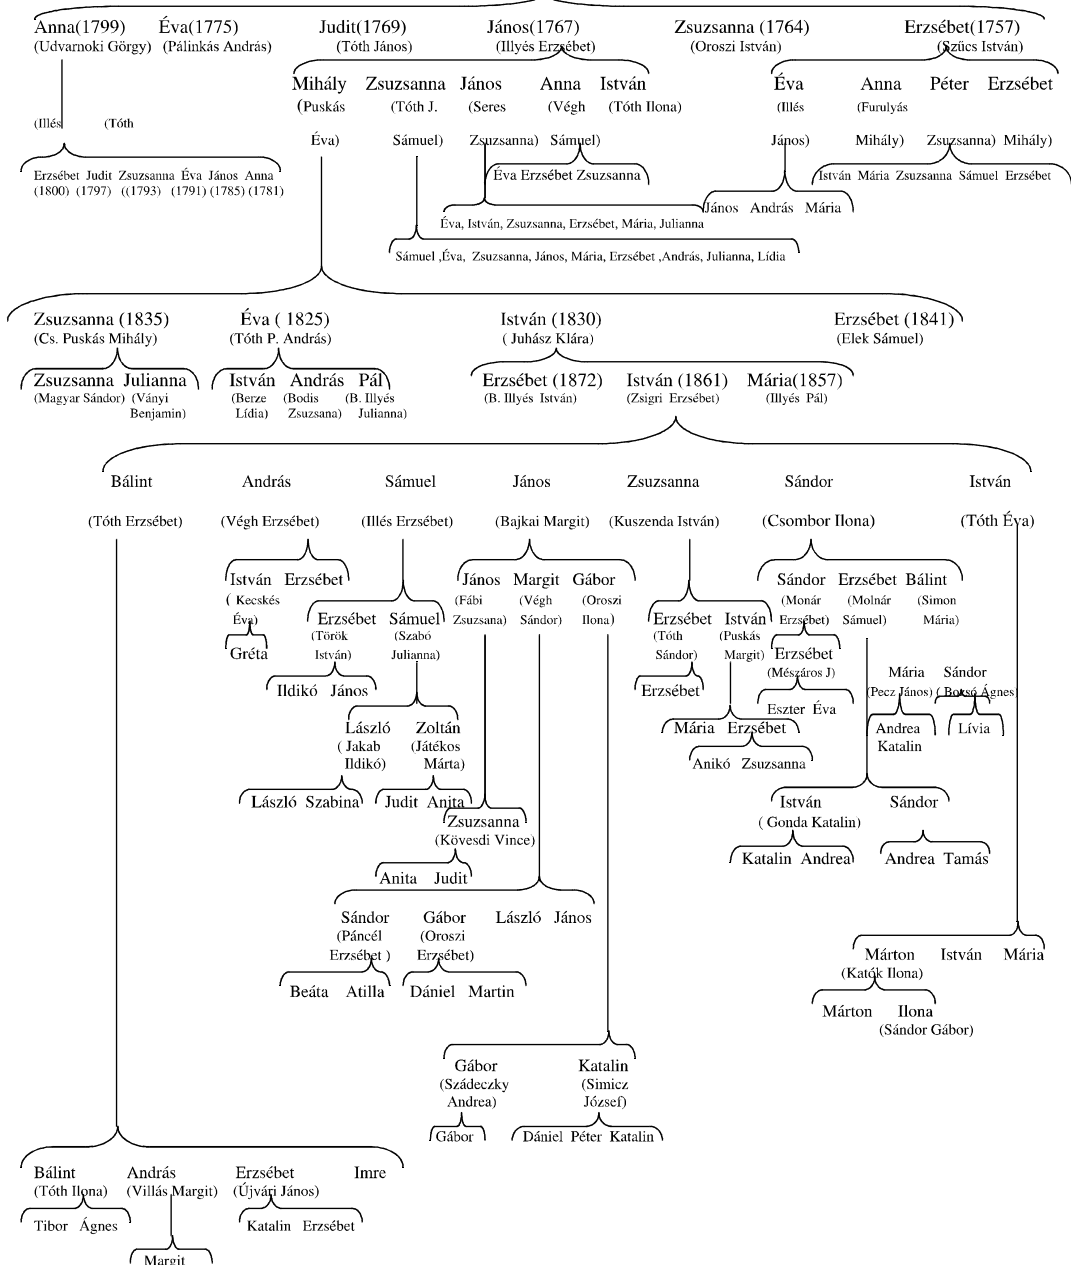 Anna(1799) Éva(1775) Judit(1769) János(1767) Zsuzsanna (1764) Erzsébet(1757)
(Udvarnoki Görgy) (Pálinkás András) (Tóth János) (Illyés Erzsébet) (Oroszi István) (Szücs István)
Mihály Zsuzsanna János Anna István Éva Anna Péter Erzsébet
(Puskás (Tóth J. (Seres (Végh (Tóth Ilona) (Illés (Furulyás
(Illés (Tóth
Éva) Sámuel) Zsuzsanna) Sámuel) János) Mihály) Zsuzsanna) Mihály)
Erzsébet Judit Zsuzsanna Éva János Anna Éva Erzsébet Zsuzsanna István Mária Zsuzsanna Sámuel Erzsébet
(1800) (1797) ((1793) (1791) (1785) (1781)
János András Mária
Éva, István, Zsuzsanna, Erzsébet, Mária, Julianna
Sámuel ,Éva, Zsuzsanna, János, Mária, Erzsébet ,András, Julianna, Lídia
Zsuzsanna (1835) Éva ( 1825) István (1830) Erzsébet (1841)
(Cs. Puskás Mihály) (Tóth P. András) ( Juhász Klára) (Elek Sámuel)
Zsuzsanna Julianna István András Pál Erzsébet (1872) István (1861) Mária(1857)
(Magyar Sándor) (Ványi (Berze (Bodis (B. Illyés (B. Illyés István) (Zsigri Erzsébet) (Illyés Pál)
Benjamin) Lídia) Zsuzsana) Julianna)
Bálint András Sámuel János Zsuzsanna Sándor István
(Tóth Erzsébet) (Végh Erzsébet) (Illés Erzsébet) (Bajkai Margit) (Kuszenda István) (Csombor Ilona) (Tóth Éva)
István Erzsébet János Margit Gábor Sándor Erzsébet Bálint
( Kecskés (Fábi (Végh (Oroszi (Monár (Molnár (Simon
Éva) Erzsébet Sámuel Zsuzsana) Sándor) Ilona) Erzsébet István Erzsébet) Sámuel) Mária)
(Török (Szabó (Tóth (Puskás
Gréta István) Julianna) Sándor) Margit) Erzsébet
(Mészáros J) Mária Sándor
Ildikó János Erzsébet (Pecz János) ( Borsó Ágnes)
Eszter Éva
László Zoltán Mária Erzsébet Andrea Lívia
( Jakab (Játékos Katalin
Ildikó) Márta) Anikó Zsuzsanna
László Szabina Judit Anita István Sándor
Zsuzsanna ( Gonda Katalin)
(Kövesdi Vince)
Katalin Andrea Andrea Tamás
Anita Judit
Sándor Gábor László János
(Páncél (Oroszi
Erzsébet ) Erzsébet) Márton István Mária
(Katók Ilona)
Beáta Atilla Dániel Martin
Márton Ilona
(Sándor Gábor)
Gábor Katalin
(Szádeczky (Simicz
Andrea) József)
Gábor Dániel Péter Katalin
Bálint András Erzsébet Imre
(Tóth Ilona) (Villás Margit) (Újvári János)
Tibor Ágnes Katalin Erzsébet
Margit